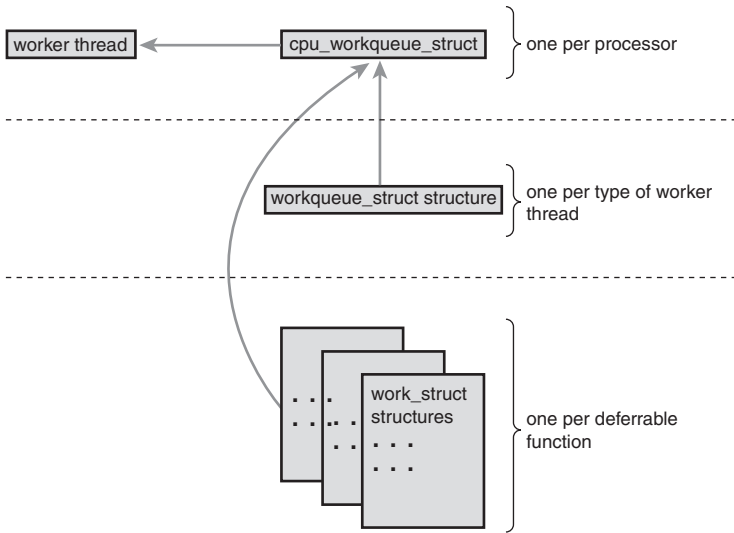 worker thread
cpu_workqueue_struct
one per processor
workqueue_struct structure
one per type of worker
thread
work_struct
structures
. . .
. . .
one per deferrable
function